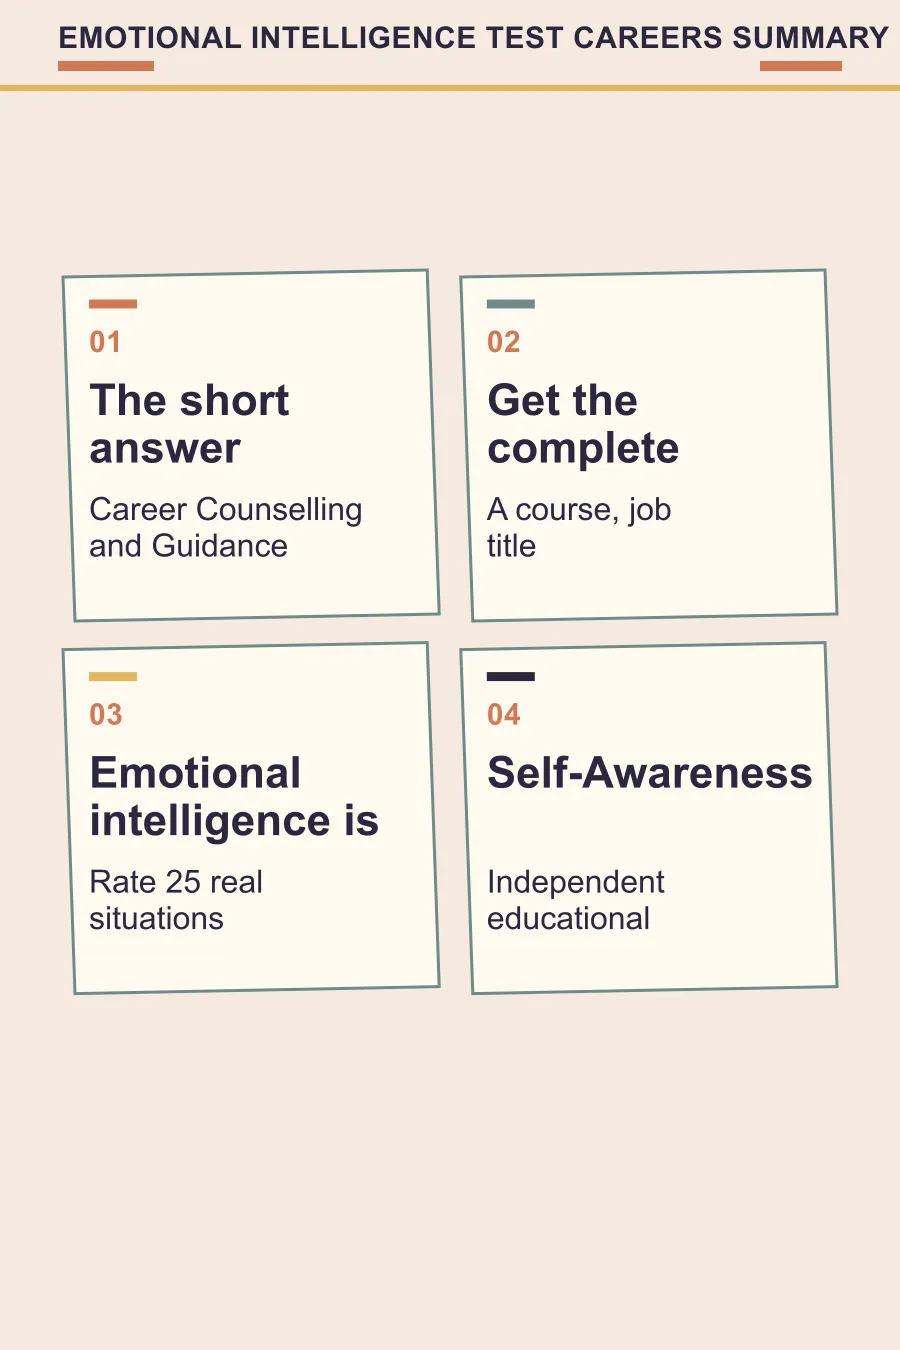 EMOTIONAL INTELLIGENCE TEST CAREERS SUMMARY
01
The short
answer
Career Counselling
and Guidance
02
Get the
complete
A course, job
title
03
Emotional
intelligence is
Rate 25 real
situations
04
Self-Awareness
Independent
educational